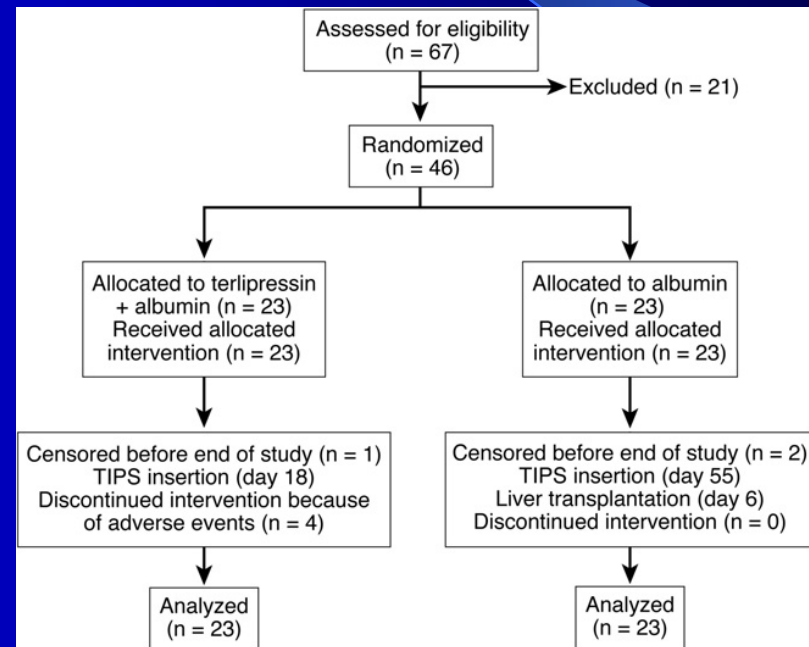 Assessed for eligibility
(n = 67)
Excluded (n = 21)
Randomized
(n = 46)
Allocated to terlipressin
+ albumin (n = 23)
Received allocated
intervention (n = 23)
Allocated to albumin
(n = 23)
Received allocated
intervention (n = 23)
Censored before end of study (n = 1)
TIPS insertion (day 18)
Discontinued intervention because
of adverse events (n = 4)
Censored before end of study (n = 2)
TIPS insertion (day 55)
Liver transplantation (day 6)
Discontinued intervention (n = 0)
Analyzed
(n = 23)
Analyzed
(n = 23)